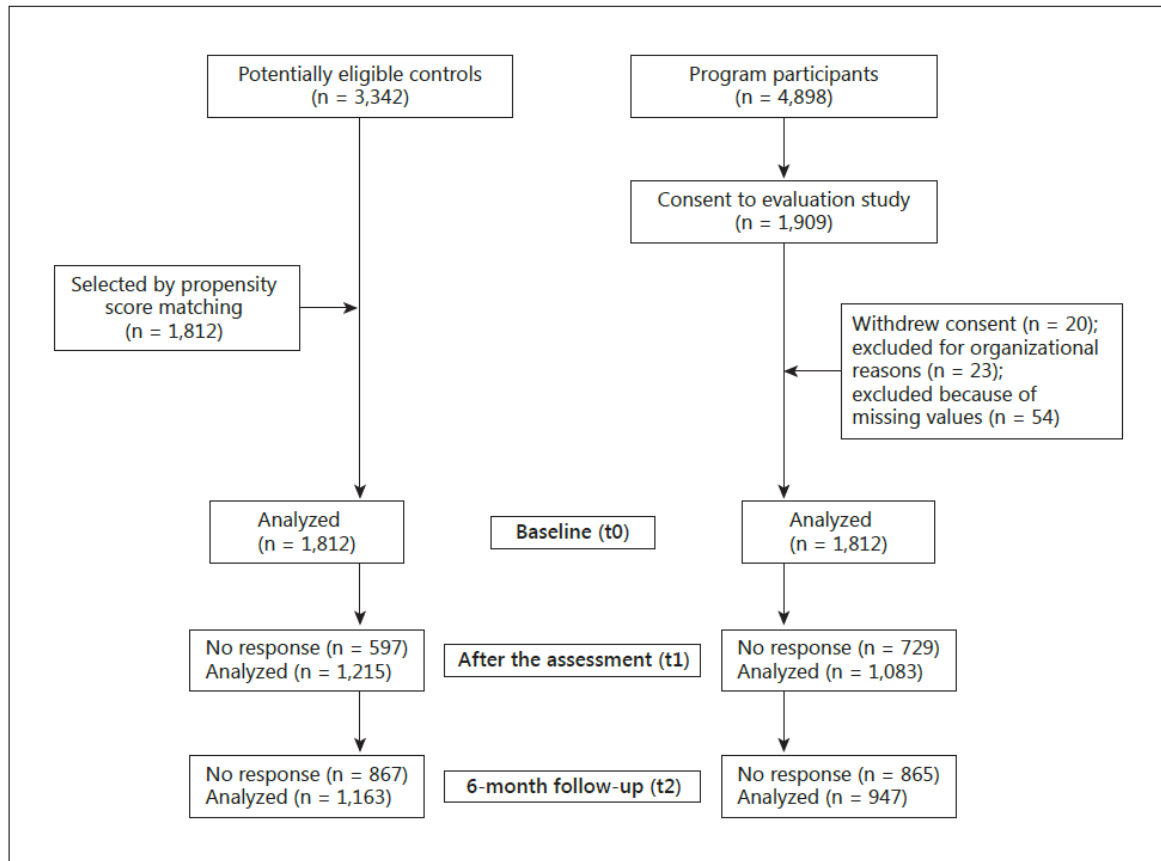 Potentially eligible controls
(n = 3,342)
Program participants
(n = 4,898)
Consent to evaluation study
(n = 1,909)
Selected by propensity
score matching
(n = 1,812)
Withdrew consent (n = 20);
excluded for organizational
reasons (n = 23);
excluded because of
missing values (n = 54)
Analyzed
(n = 1,812)
Baseline (t0)
Analyzed
(n = 1,812)
No response (n = 597)
Analyzed (n = 1,215)
After the assessment (t1)
No response (n = 729)
Analyzed (n = 1,083)
No response (n = 867)
Analyzed (n = 1,163)
6-month follow-up (t2)
No response (n = 865)
Analyzed (n = 947)